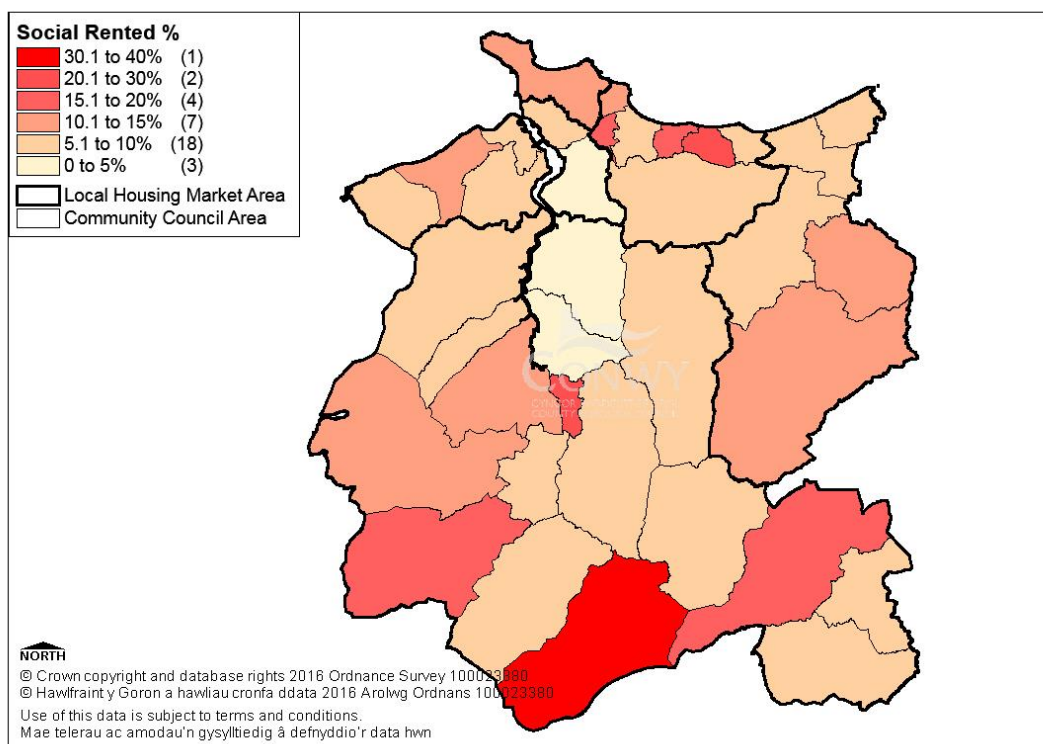 Social Rented %
30.1 to 40% (1)
20.1 to 30% (2)
15.1 to 20% (4)
10.1 to 15% (7)
5.1 to 10% (18)
0 to 5% (3)
Local Housing Market Area
Community Council Area
CONWY
NORTH
© Crown copyright and database rights 2016 Ordnance Survey 100023380
© Hawlfraint y Goron a hawliau cronfa ddata 2016 Arolwg Ordnans 100023380
Use of this data is subject to terms and conditions.
Mae telerau ac amodau'n gysylltiedig â defnyddio'r data hwn